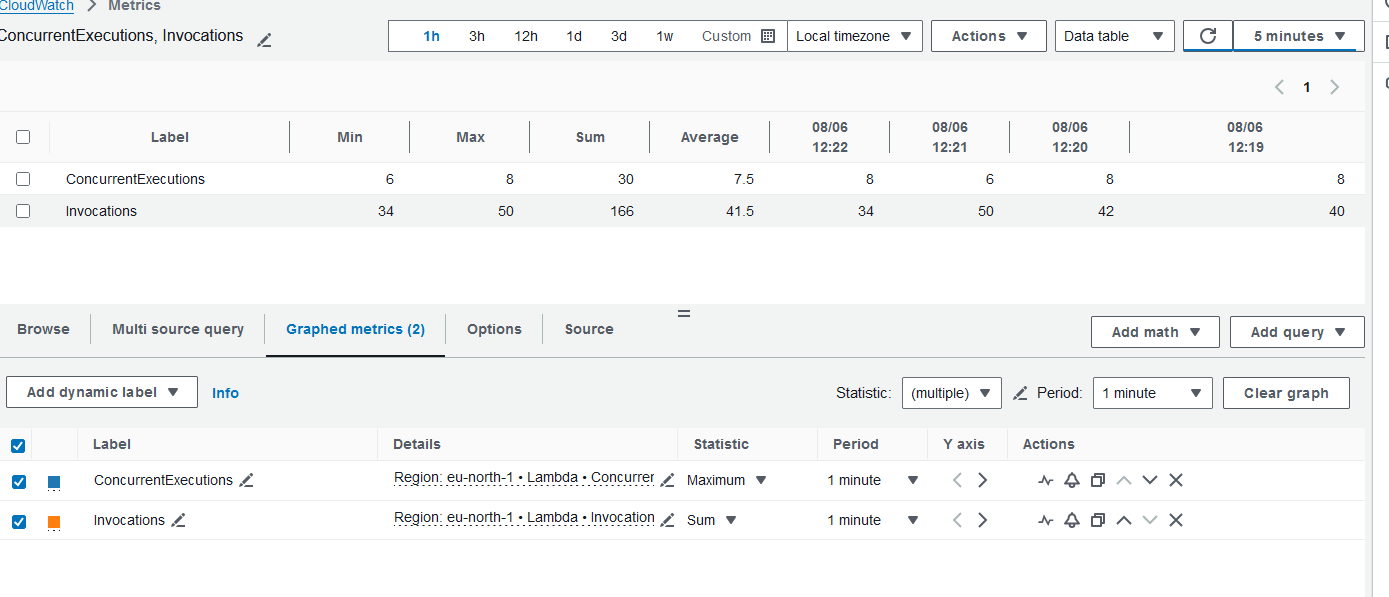 CloudWatch > Metrics
ConcurrentExecutions, Invocations
1h 3h 12h 1d 3d 1w Custom Local timezone Actions Data table 5 minutes
1
Label Min Max Sum Average 08/06 12:22 08/06 12:21 08/06 12:20 08/06 12:19
ConcurrentExecutions 6 8 30 7.5 8 6 8 8
Invocations 34 50 166 41.5 34 50 42 40
Browse Multi source query Graphed metrics (2) Options Source Add math Add query
Add dynamic label Info Statistic: (multiple) Period: 1 minute Clear graph
Label Details Statistic Period Y axis Actions
ConcurrentExecutions Region: eu-north-1 • Lambda • Concurrer Maximum 1 minute
Invocations Region: eu-north-1 • Lambda • Invocation Sum 1 minute